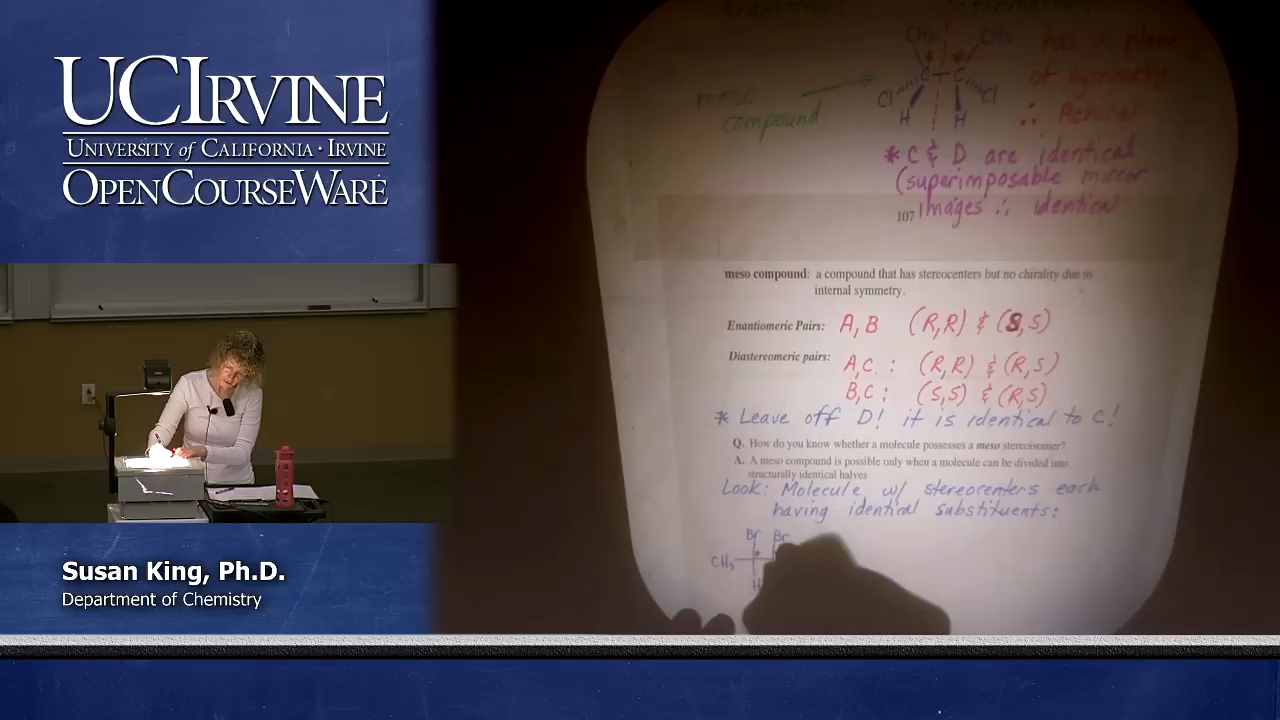 UCIRVINE
UNIVERSITY of CALIFORNIA · IRVINE
OPENCOURSEWARE
Susan King, Ph.D.
Department of Chemistry
CH3 CH3
has a plane
of symmetry
∴ Achiral
C C
Cl Cl
H H
meso
compound
* C & D are identical
(superimposable mirror
images ∴ identical
107
meso compound: a compound that has stereocenters but no chirality due to
internal symmetry.
Enantiomeric Pairs: A, B (R,R) & (S,S)
Diastereomeric pairs: A,C : (R,R) & (R,S)
B,C : (S,S) & (R,S)
* Leave off D! it is identical to C!
Q. How do you know whether a molecule possesses a meso stereoisomer?
A. A meso compound is possible only when a molecule can be divided into
structurally identical halves
Look: Molecule w/ stereocenters each
having identical substituents:
Br Br
CH3
H